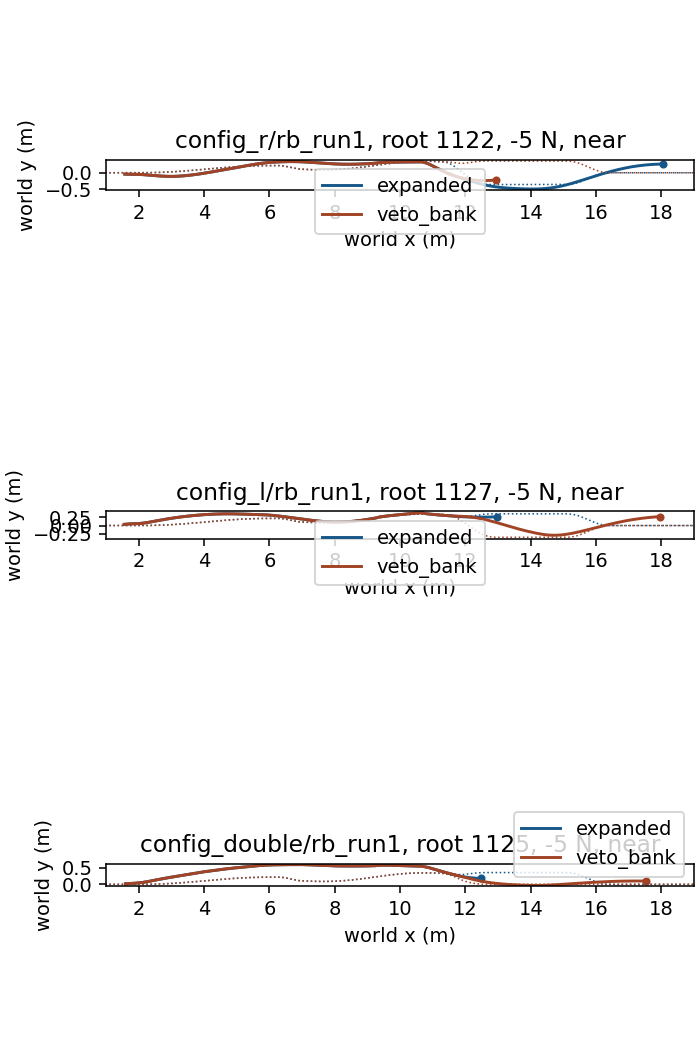 config_r/rb_run1, root 1122, -5 N, near
world y (m)
0.0
−0.5
expanded
veto_bank
2 4 6 8 10 12 14 16 18
world x (m)
config_l/rb_run1, root 1127, -5 N, near
world y (m)
0.25
0.00
−0.25
expanded
veto_bank
2 4 6 8 10 12 14 16 18
world x (m)
config_double/rb_run1, root 1125, -5 N, near
world y (m)
0.5
0.0
expanded
veto_bank
2 4 6 8 10 12 14 16 18
world x (m)